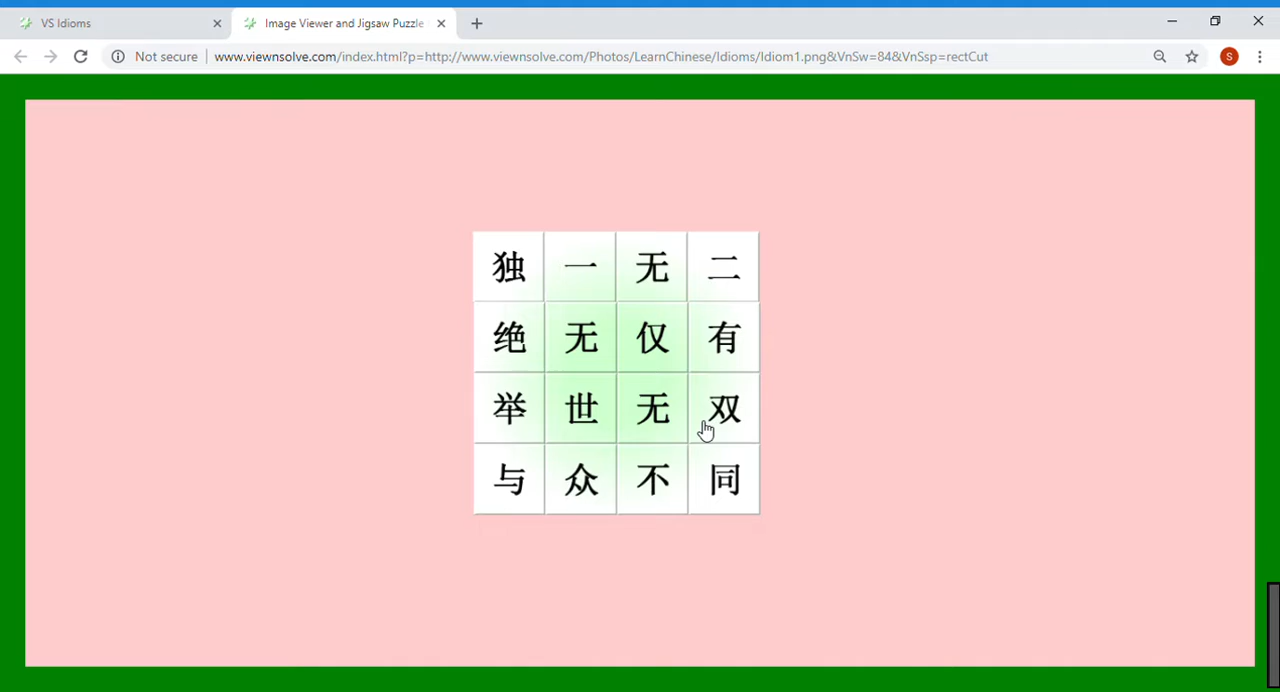 VS Idioms
Image Viewer and Jigsaw Puzzle
Not secure
www.viewnsolve.com/index.html?p=http://www.viewnsolve.com/Photos/LearnChinese/Idioms/Idiom1.png&VnSw=84&VnSsp=rectCut
S
独一无二
绝无仅有
举世无双
与众不同